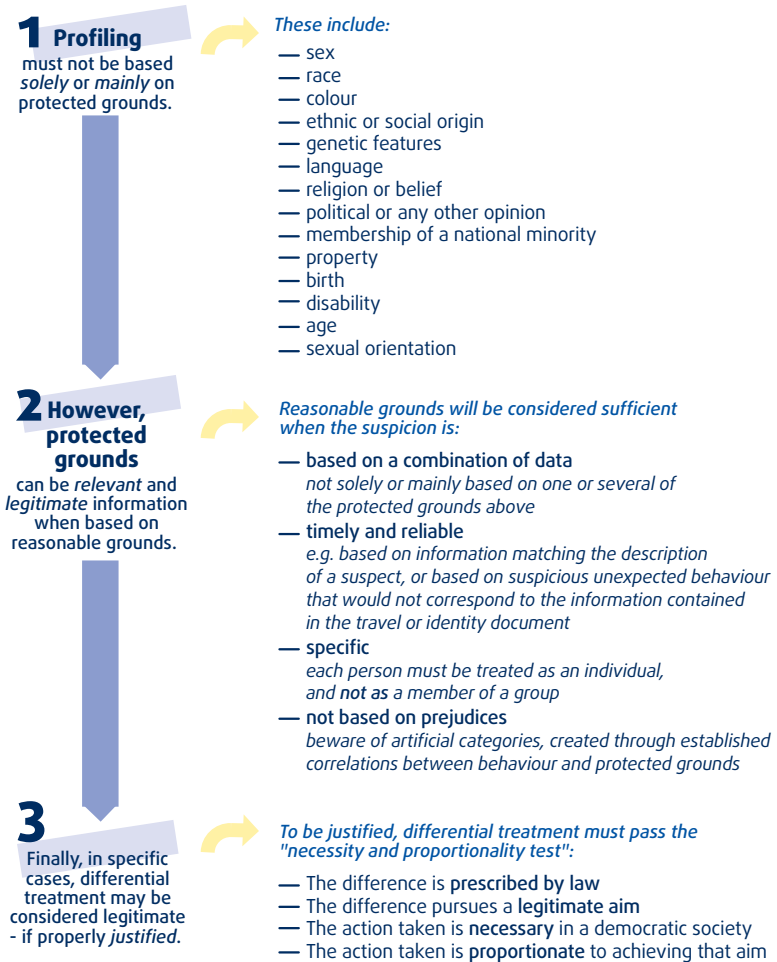 1 Profiling
must not be based
solely or mainly on
protected grounds.
These include:
— sex
— race
— colour
— ethnic or social origin
— genetic features
— language
— religion or belief
— political or any other opinion
— membership of a national minority
— property
— birth
— disability
— age
— sexual orientation
2 However,
protected
grounds
can be relevant and
legitimate information
when based on
reasonable grounds.
Reasonable grounds will be considered sufficient
when the suspicion is:
— based on a combination of data
not solely or mainly based on one or several of
the protected grounds above
— timely and reliable
e.g. based on information matching the description
of a suspect, or based on suspicious unexpected behaviour
that would not correspond to the information contained
in the travel or identity document
— specific
each person must be treated as an individual,
and not as a member of a group
— not based on prejudices
beware of artificial categories, created through established
correlations between behaviour and protected grounds
3
Finally, in specific
cases, differential
treatment may be
considered legitimate
- if properly justified.
To be justified, differential treatment must pass the
"necessity and proportionality test":
— The difference is prescribed by law
— The difference pursues a legitimate aim
— The action taken is necessary in a democratic society
— The action taken is proportionate to achieving that aim